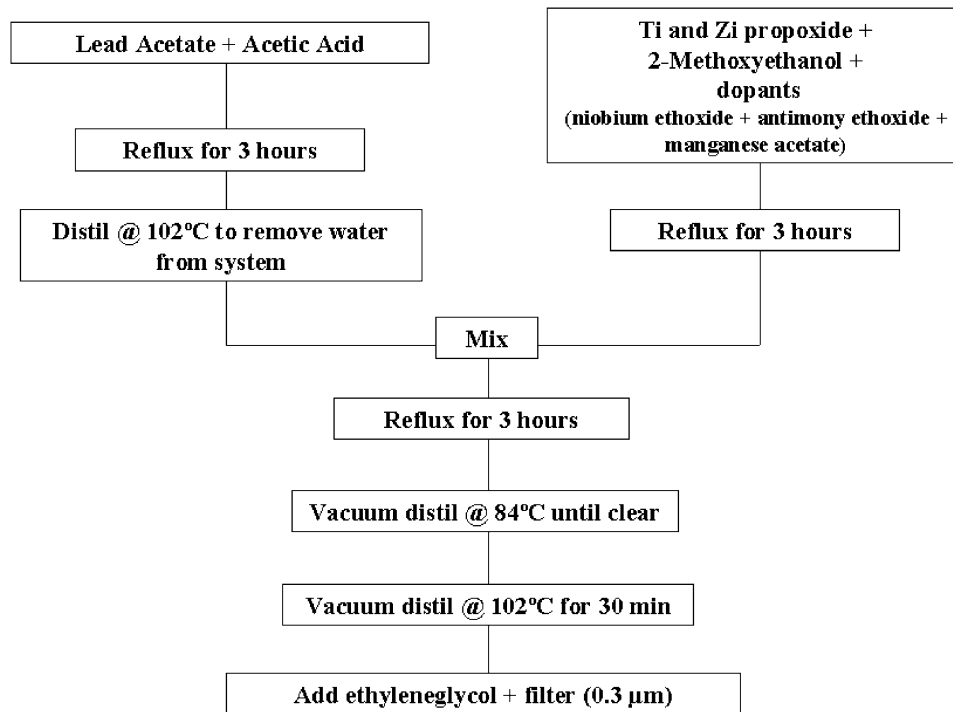 Lead Acetate + Acetic Acid
Reflux for 3 hours
Distil @ 102ºC to remove water
from system
Ti and Zi propoxide +
2-Methoxyethanol +
dopants
(niobium ethoxide + antimony ethoxide +
manganese acetate)
Reflux for 3 hours
Mix
Reflux for 3 hours
Vacuum distil @ 84ºC until clear
Vacuum distil @ 102ºC for 30 min
Add ethyleneglycol + filter (0.3 µm)